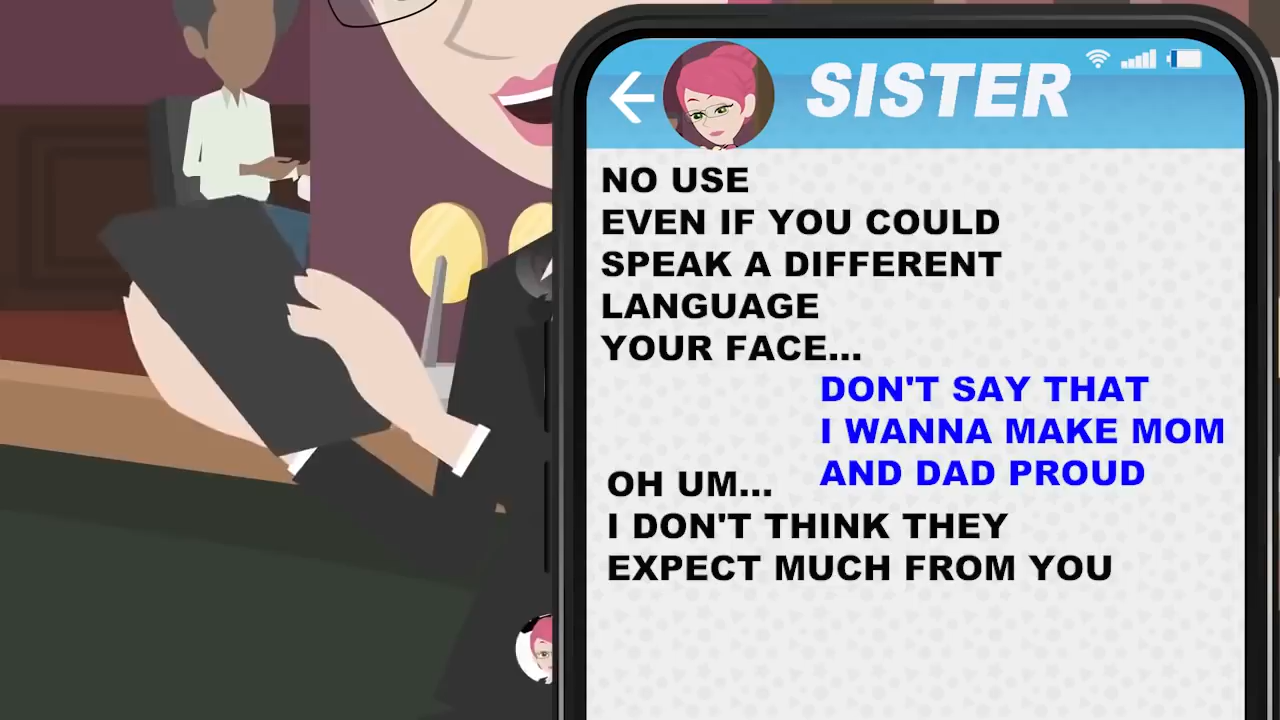 SISTER
NO USE
EVEN IF YOU COULD
SPEAK A DIFFERENT
LANGUAGE
YOUR FACE...
DON'T SAY THAT
I WANNA MAKE MOM
AND DAD PROUD
OH UM...
I DON'T THINK THEY
EXPECT MUCH FROM YOU